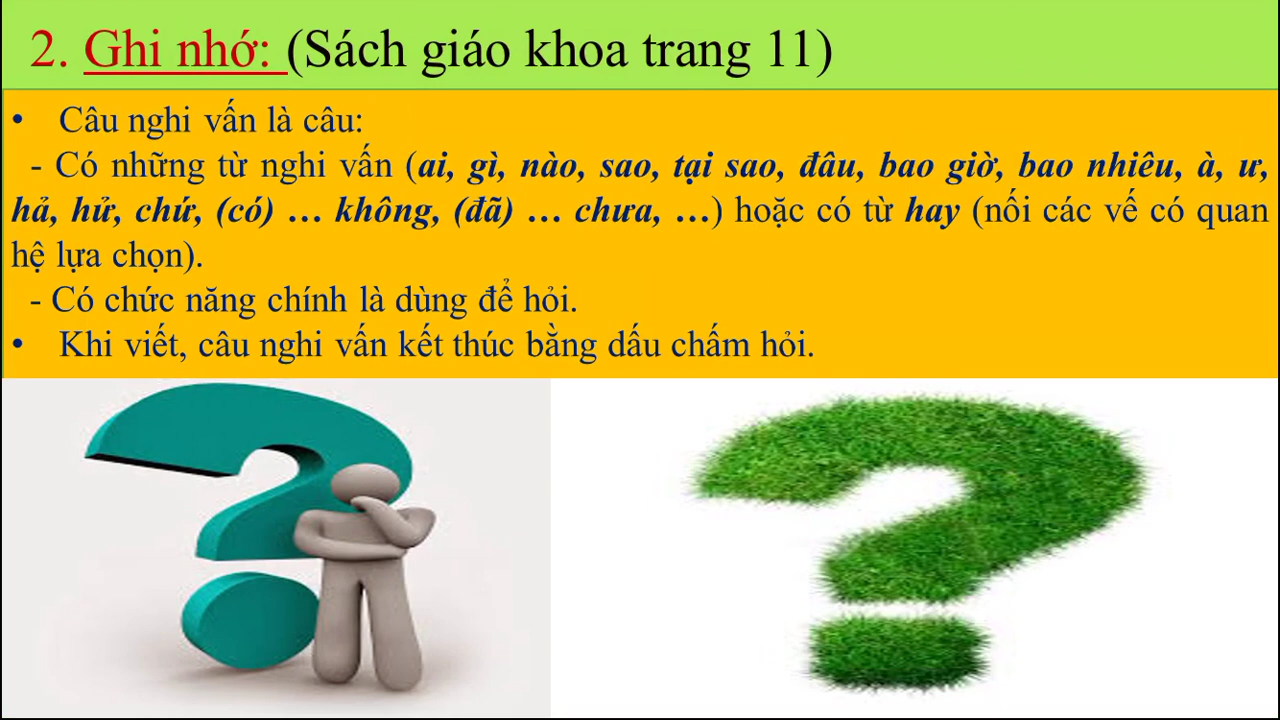 2. Ghi nhớ: (Sách giáo khoa trang 11)
• Câu nghi vấn là câu:
- Có những từ nghi vấn (ai, gì, nào, sao, tại sao, đâu, bao giờ, bao nhiêu, à, ư,
hả, hử, chứ, (có) ... không, (đã) ... chưa, ...) hoặc có từ hay (nối các vế có quan
hệ lựa chọn).
- Có chức năng chính là dùng để hỏi.
• Khi viết, câu nghi vấn kết thúc bằng dấu chấm hỏi.